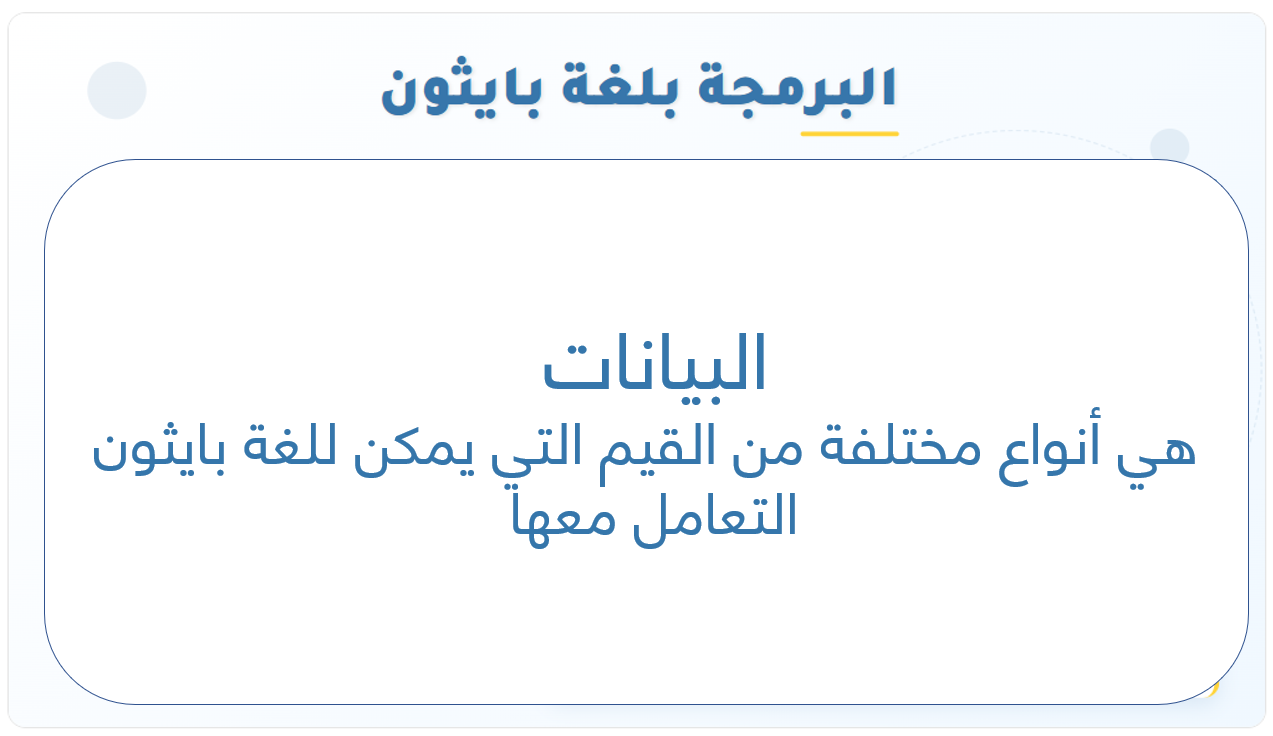 البرمجة بلغة بايثون
البيانات
هي أنواع مختلفة من القيم التي يمكن للغة بايثون
التعامل معها